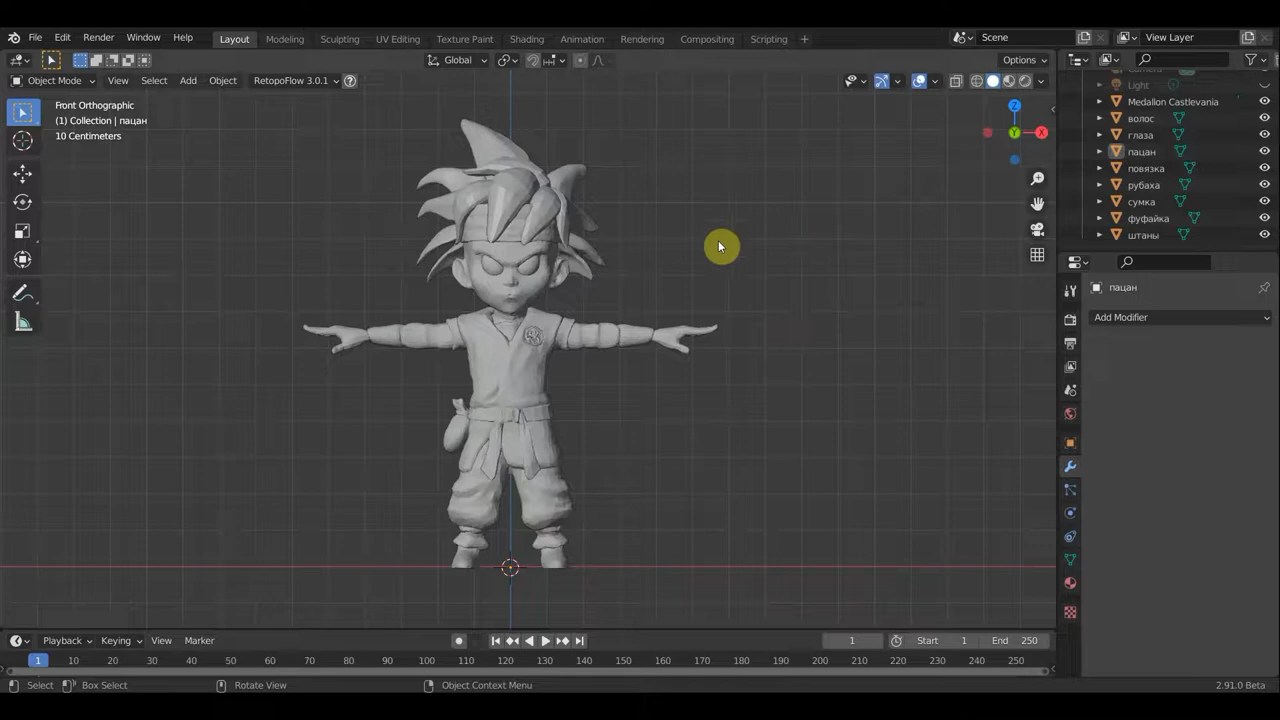 File Edit Render Window Help Layout Modeling Sculpting UV Editing Texture Paint Shading Animation Rendering Compositing Scripting + Scene View Layer
Global Options
Object Mode View Select Add Object RetopoFlow 3.0.1
Front Orthographic
(1) Collection | пацан
10 Centimeters
Z
Y
X
Light
Medallon Castlevania
волос
глаза
пацан
повязка
рубаха
сумка
фуфайка
штаны
пацан
Add Modifier
Playback Keying View Marker 1 Start 1 End 250
1 10 20 30 40 50 60 70 80 90 100 110 120 130 140 150 160 170 180 190 200 210 220 230 240 250
Select Box Select Rotate View Object Context Menu 2.91.0 Beta